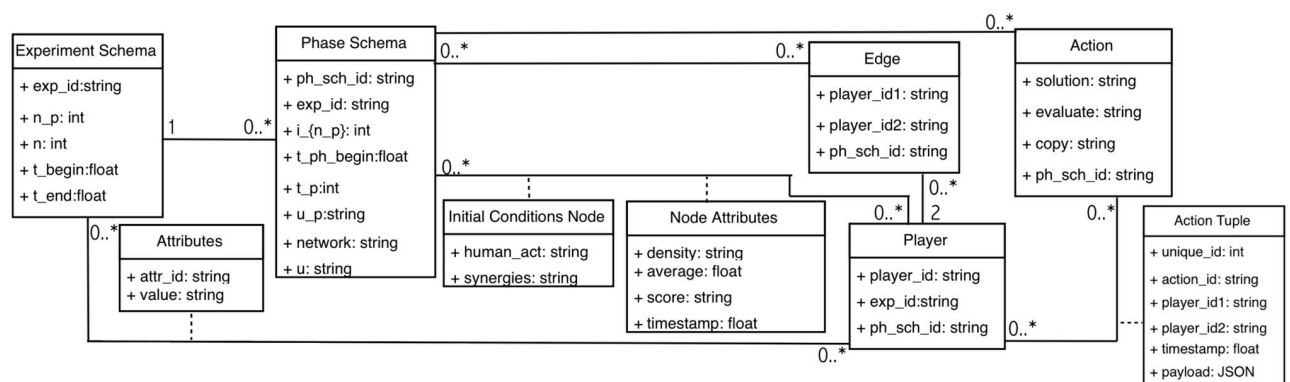 Experiment Schema
+ exp_id:string
+ n_p: int
+ n: int
+ t_begin:float
+ t_end:float
1
0..*
0..*
Phase Schema
+ ph_sch_id: string
+ exp_id: string
+ i_{n_p}: int
+ t_ph_begin:float
+ t_p:int
+ u_p:string
+ network: string
+ u: string
0..*
0..*
0..*
0..*
Attributes
+ attr_id: string
+ value: string
Initial Conditions Node
+ human_act: string
+ synergies: string
Node Attributes
+ density: string
+ average: float
+ score: string
+ timestamp: float
Edge
+ player_id1: string
+ player_id2: string
+ ph_sch_id: string
0..*
2
0..*
Player
+ player_id: string
+ exp_id:string
+ ph_sch_id: string
0..*
0..*
Action
+ solution: string
+ evaluate: string
+ copy: string
+ ph_sch_id: string
0..*
Action Tuple
+ unique_id: int
+ action_id: string
+ player_id1: string
+ player_id2: string
+ timestamp: float
+ payload: JSON